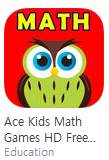 MATH
Ace Kids Math
Games HD Free...
Education